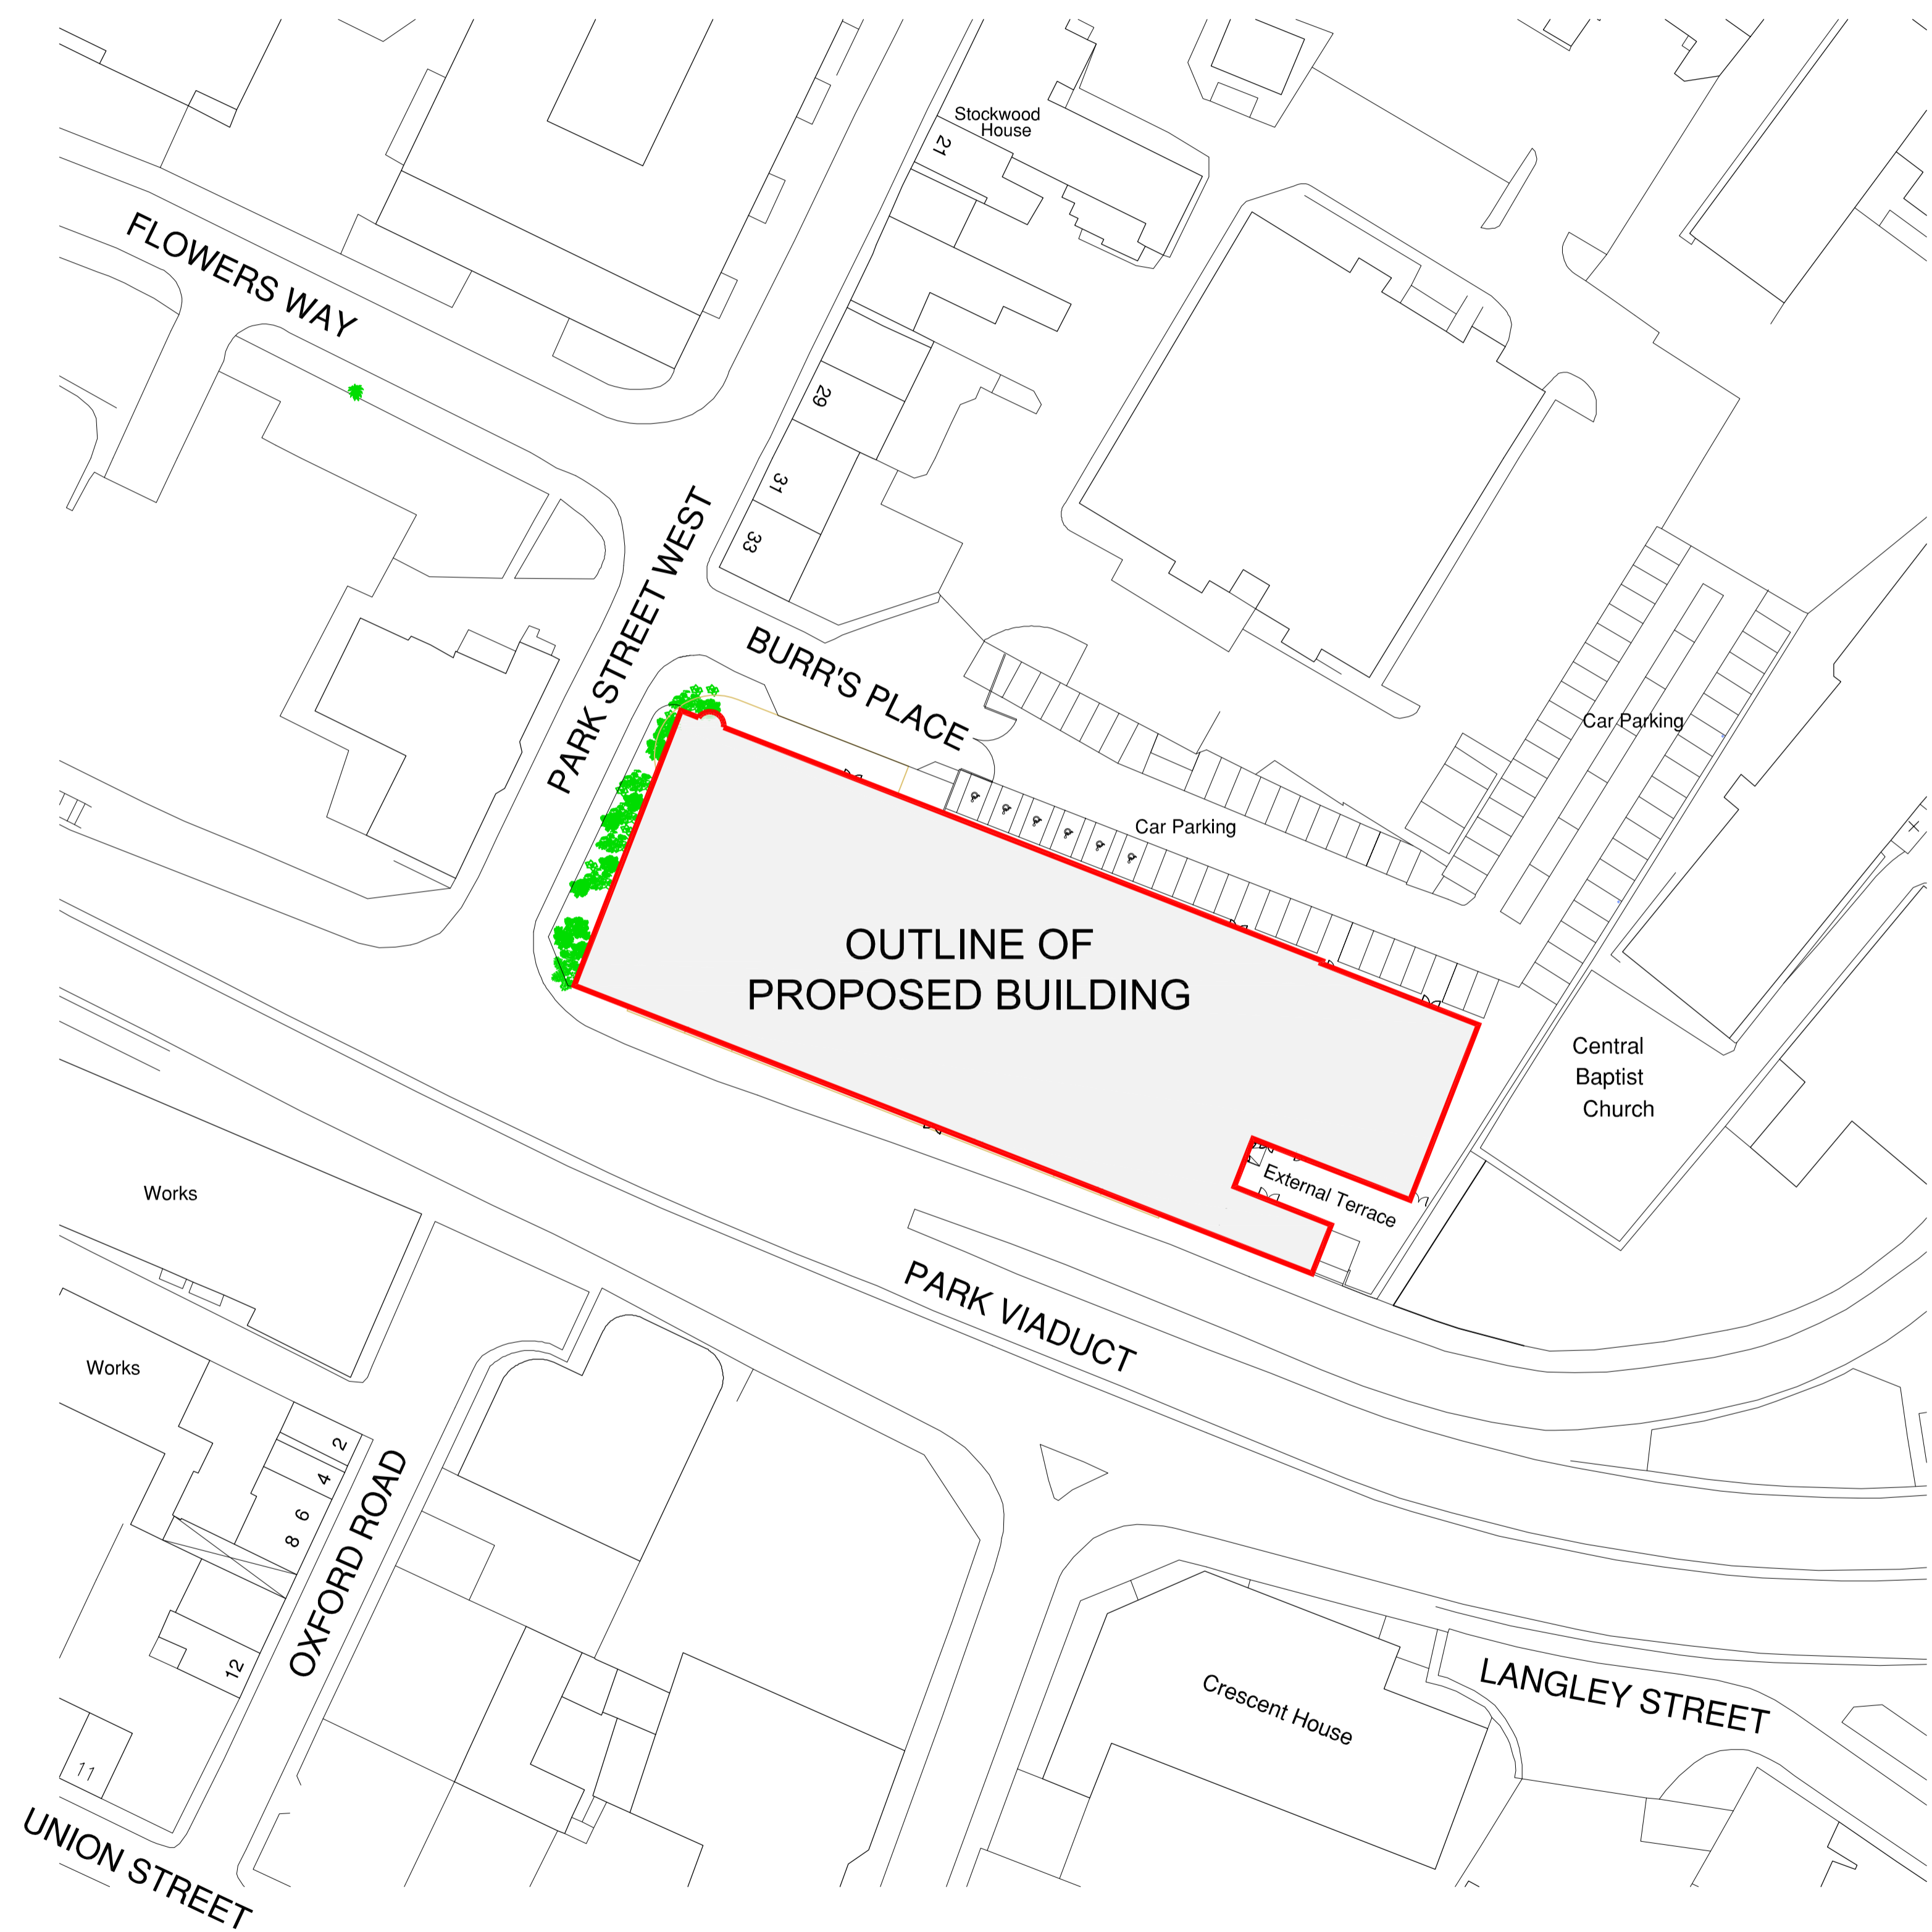 Stockwood
House
21
FLOWERS WAY
29
31
33
PARK STREET WEST
BURR'S PLACE
Car Parking
Car Parking
OUTLINE OF
PROPOSED BUILDING
Central
Baptist
Church
External Terrace
Works
PARK VIADUCT
Works
2
4
6
8
OXFORD ROAD
12
Crescent House
LANGLEY STREET
11
UNION STREET